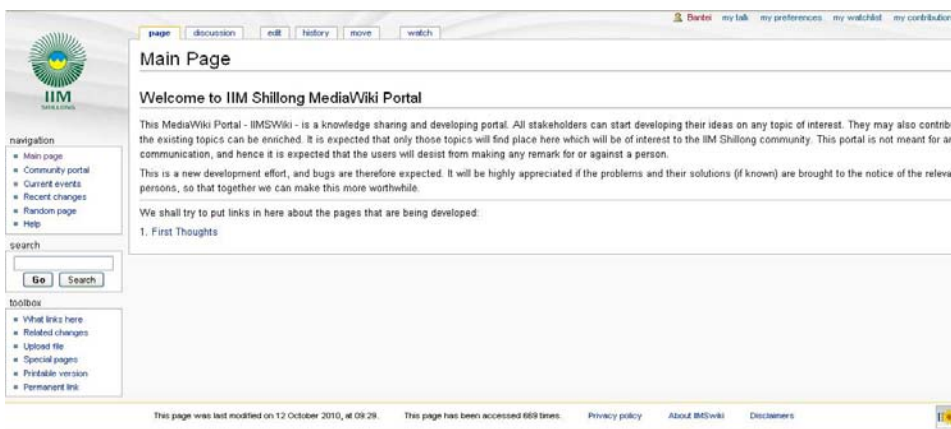 Bantei my talk my preferences my watchlist my contribution
page discussion edit history move watch
IIM
SHILLONG
Main Page
Welcome to IIM Shillong MediaWiki Portal
This MediaWiki Portal - IIMSWiki - is a knowledge sharing and developing portal. All stakeholders can start developing their ideas on any topic of interest. They may also contrib
the existing topics can be enriched. It is expected that only those topics will find place here which will be of interest to the IIM Shillong community. This portal is not meant for
communication, and hence it is expected that the users will desist from making any remark for or against a person.
This is a new development effort, and bugs are therefore expected. It will be highly appreciated if the problems and their solutions (if known) are brought to the notice of the releva
persons, so that together we can make this more worthwhile.
We shall try to put links in here about the pages that are being developed:
1. First Thoughts
navigation
Main page
Community portal
Current events
Recent changes
Random page
Help
search
Go Search
toolbox
What links here
Related changes
Upload file
Special pages
Printable version
Permanent link
This page was last modified on 12 October 2010, at 09:29. This page has been accessed 669 times. Privacy policy About IIMSwiki Disclaimers